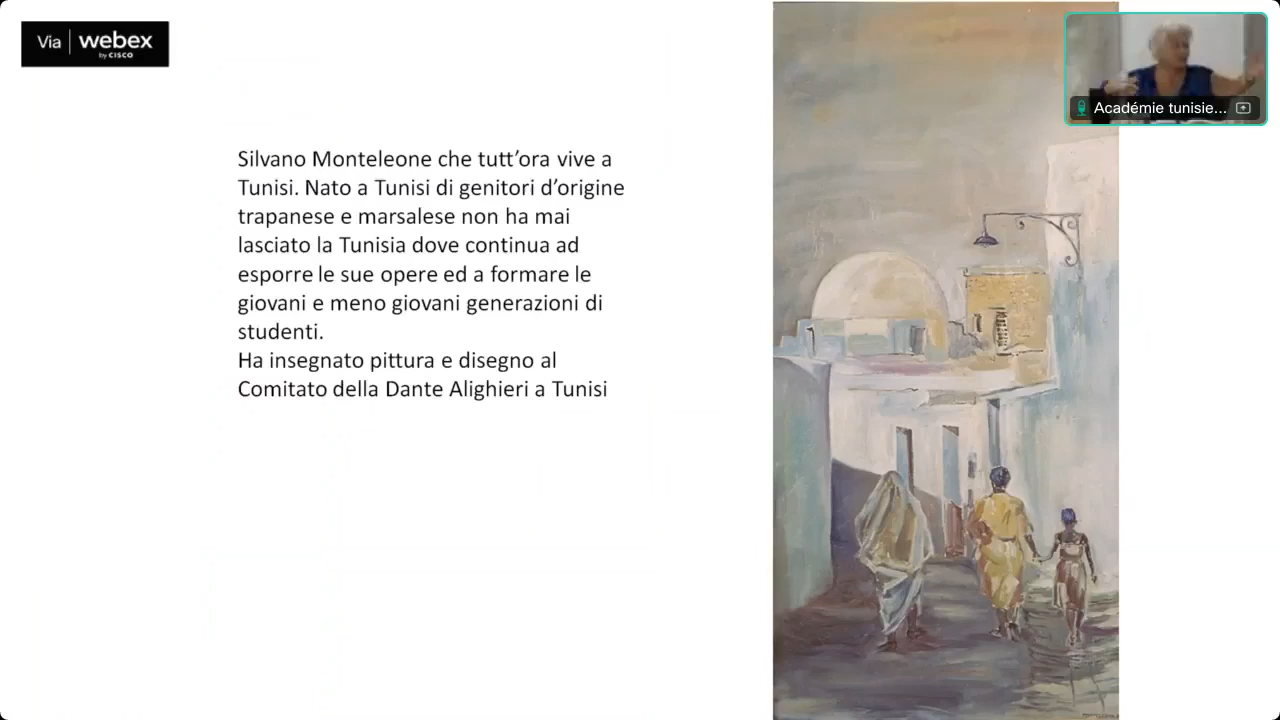 Via | webex
by CISCO
Académie tunisie...
Silvano Monteleone che tutt’ora vive a
Tunisi. Nato a Tunisi di genitori d’origine
trapanese e marsalese non ha mai
lasciato la Tunisia dove continua ad
esporre le sue opere ed a formare le
giovani e meno giovani generazioni di
studenti.
Ha insegnato pittura e disegno al
Comitato della Dante Alighieri a Tunisi